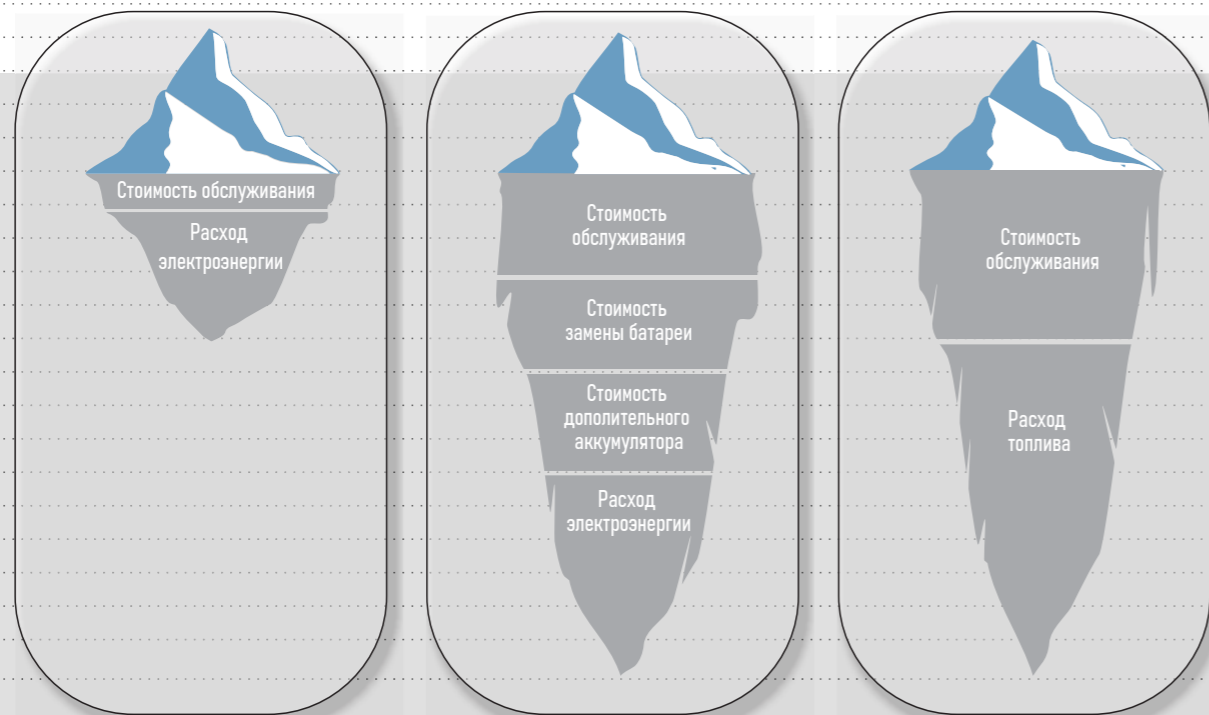 Стоимость обслуживания
Расход
электроэнергии
Стоимость
обслуживания
Стоимость
замены батареи
Стоимость
дополительного
аккумулятора
Расход
электроэнергии
Стоимость
обслуживания
Расход
топлива